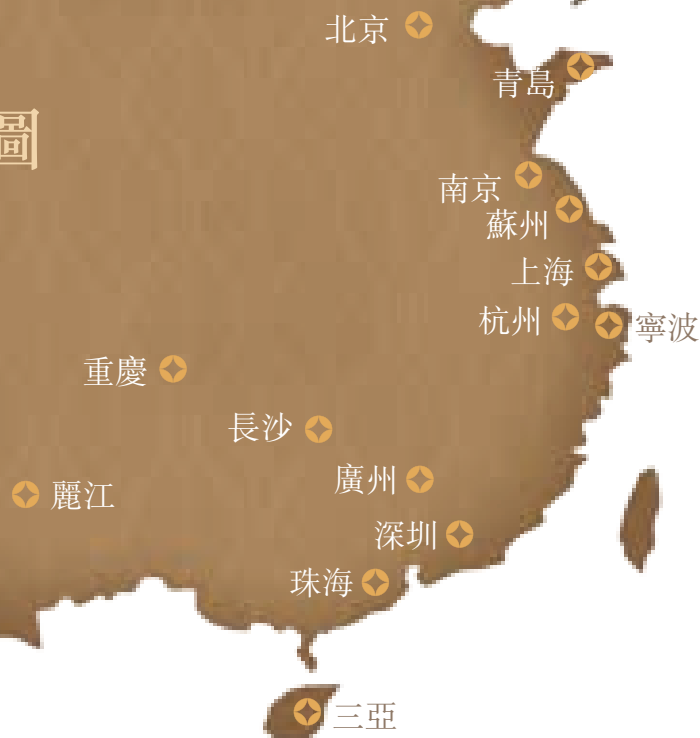 北京
青島
圖
南京
蘇州
上海
杭州
寧波
重慶
長沙
廣州
麗江
深圳
珠海
三亞